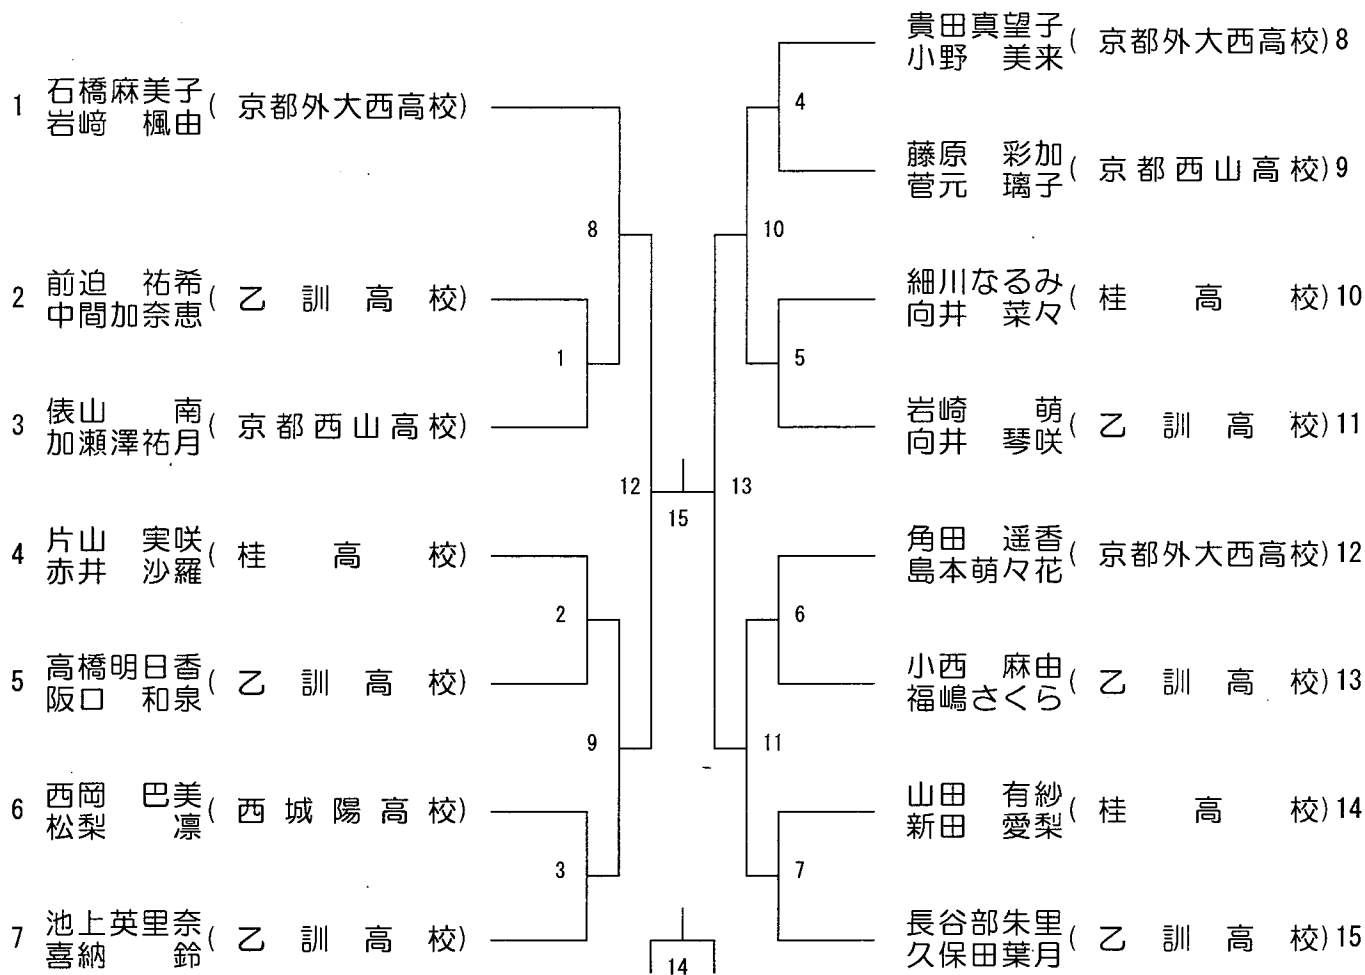 1 石橋麻美子 岩﨑 楓由 ( 京都外大西高校)
2 前迫 祐希 中間加奈恵 ( 乙訓高校)
3 俵山 南 加瀬澤祐月 ( 京都西山高校)
4 片山 実咲 赤井 沙羅 ( 桂高校)
5 高橋明日香 阪口 和泉 ( 乙訓高校)
6 西岡 巴美 松梨 凛 ( 西城陽高校)
7 池上英里奈 喜納 鈴 ( 乙訓高校)
8
1
12
2
9
3
15
14
13
4
10
5
6
11
7
貴田真望子 小野 美来 ( 京都外大西高校) 8
藤原 彩加 菅元 璃子 ( 京都西山高校) 9
細川なるみ 向井 菜々 ( 桂高校) 10
岩崎 萌 向井 琴咲 ( 乙訓高校) 11
角田 遥香 島本萌々花 ( 京都外大西高校) 12
小西 麻由 福嶋さくら ( 乙訓高校) 13
山田 有紗 新田 愛梨 ( 桂高校) 14
長谷部朱里 久保田葉月 ( 乙訓高校) 15